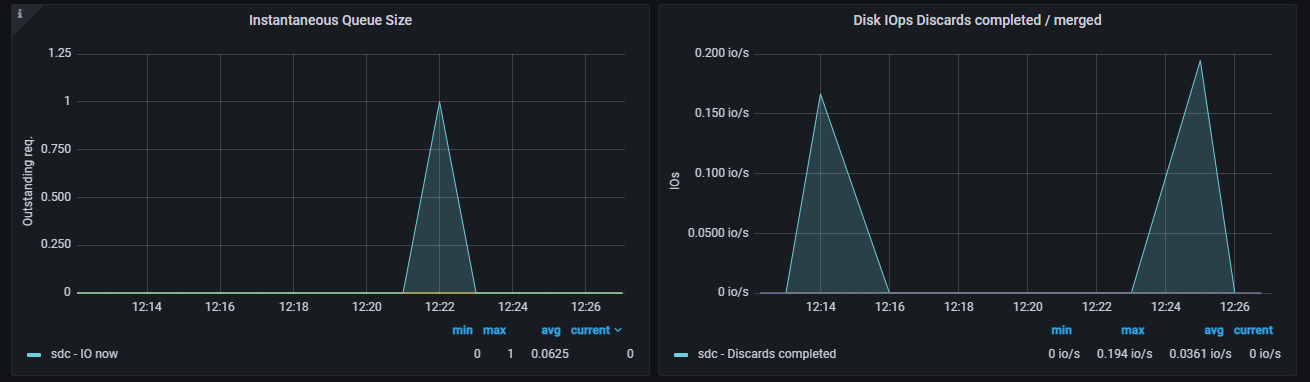 i
Instantaneous Queue Size
Outstanding req.
1.25
1
0.750
0.500
0.250
0
12:14 12:16 12:18 12:20 12:22 12:24 12:26
min max avg current
sdc - IO now 0 1 0.0625 0
Disk IOps Discards completed / merged
IOs
0.200 io/s
0.150 io/s
0.100 io/s
0.0500 io/s
0 io/s
12:14 12:16 12:18 12:20 12:22 12:24 12:26
min max avg current
sdc - Discards completed 0 io/s 0.194 io/s 0.0361 io/s 0 io/s